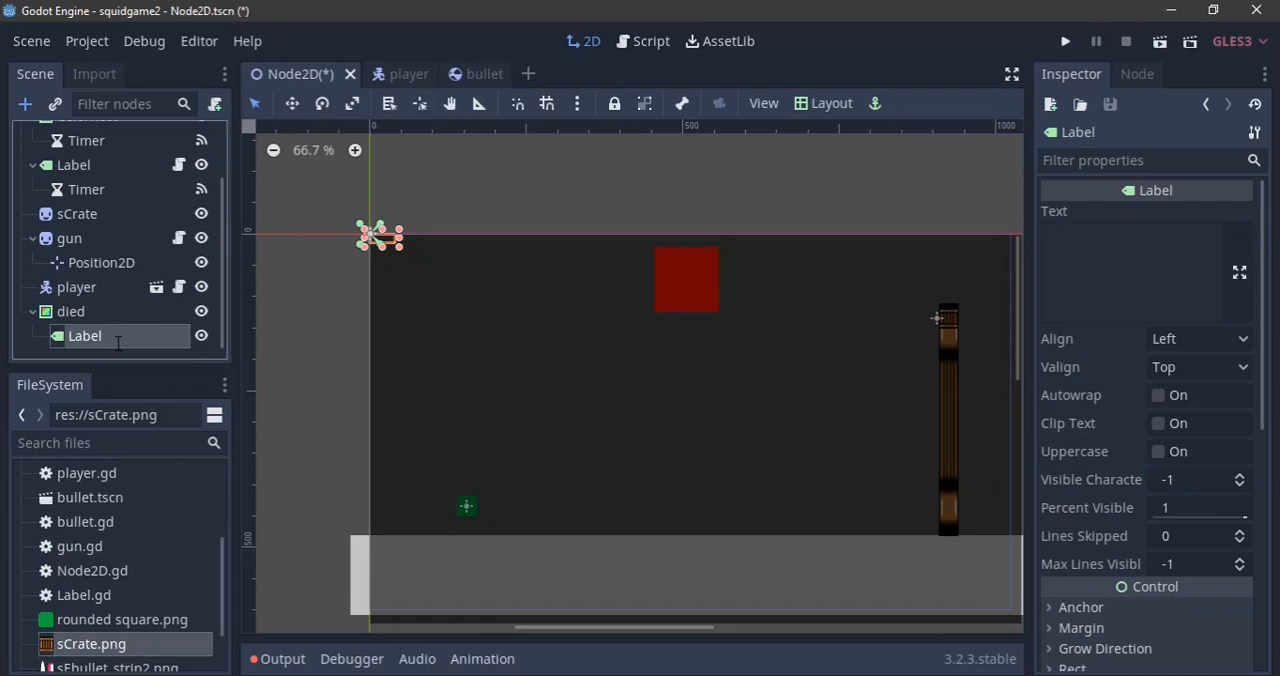 Godot Engine - squidgame2 - Node2D.tscn (*)
Scene Project Debug Editor Help
2D Script AssetLib
GLES3
Scene Import
Node2D(*) player bullet
Inspector Node
Filter nodes
View Layout
Timer
Label
Timer
sCrate
gun
Position2D
player
died
Label
0 500 1000
66.7 %
0
500
Label
Filter properties
Label
Text
Align Left
Valign Top
Autowrap On
Clip Text On
Uppercase On
Visible Characte -1
Percent Visible 1
Lines Skipped 0
Max Lines Visibl -1
Control
Anchor
Margin
Grow Direction
Rect
FileSystem
res://sCrate.png
Search files
player.gd
bullet.tscn
bullet.gd
gun.gd
Node2D.gd
Label.gd
rounded square.png
sCrate.png
sEbullet_strip2.png
Output Debugger Audio Animation
3.2.3.stable